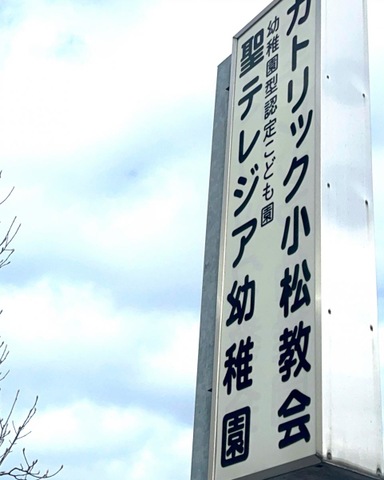 カトリック小松教会
幼稚園型認定こども園
聖テレジア幼稚園